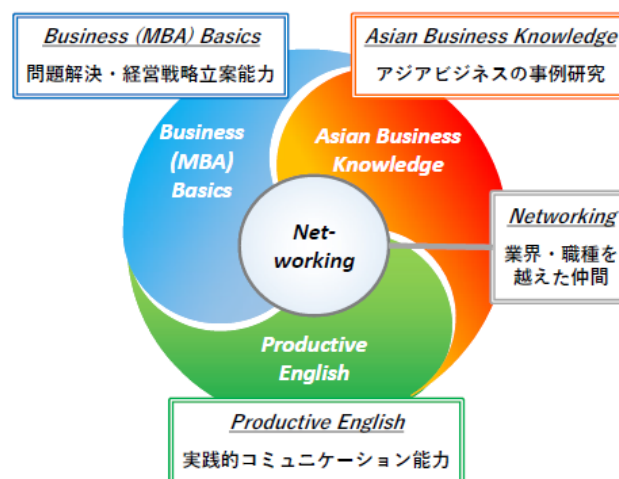 Business (MBA) Basics
問題解決・経営戦略立案能力
Asian Business Knowledge
アジアビジネスの事例研究
Business
(MBA)
Basics
Asian Business
Knowledge
Net-
working
Networking
業界・職種を
越えた仲間
Productive
English
Productive English
実践的コミュニケーション能力